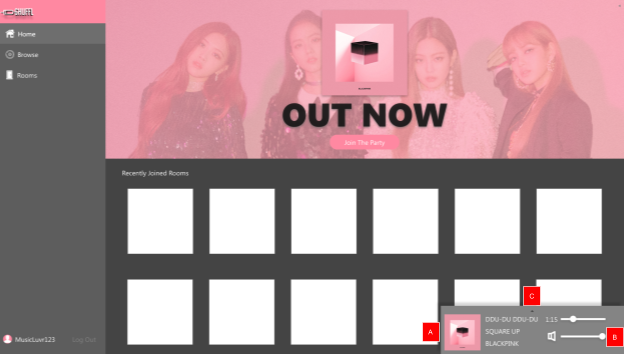 SHUFFL
Home
Browse
Rooms
OUT NOW
Join The Party
Recently Joined Rooms
C
DDU-DU DDU-DU 1:15
A
SQUARE UP
B
BLACKPINK
MusicLuvr123 Log Out